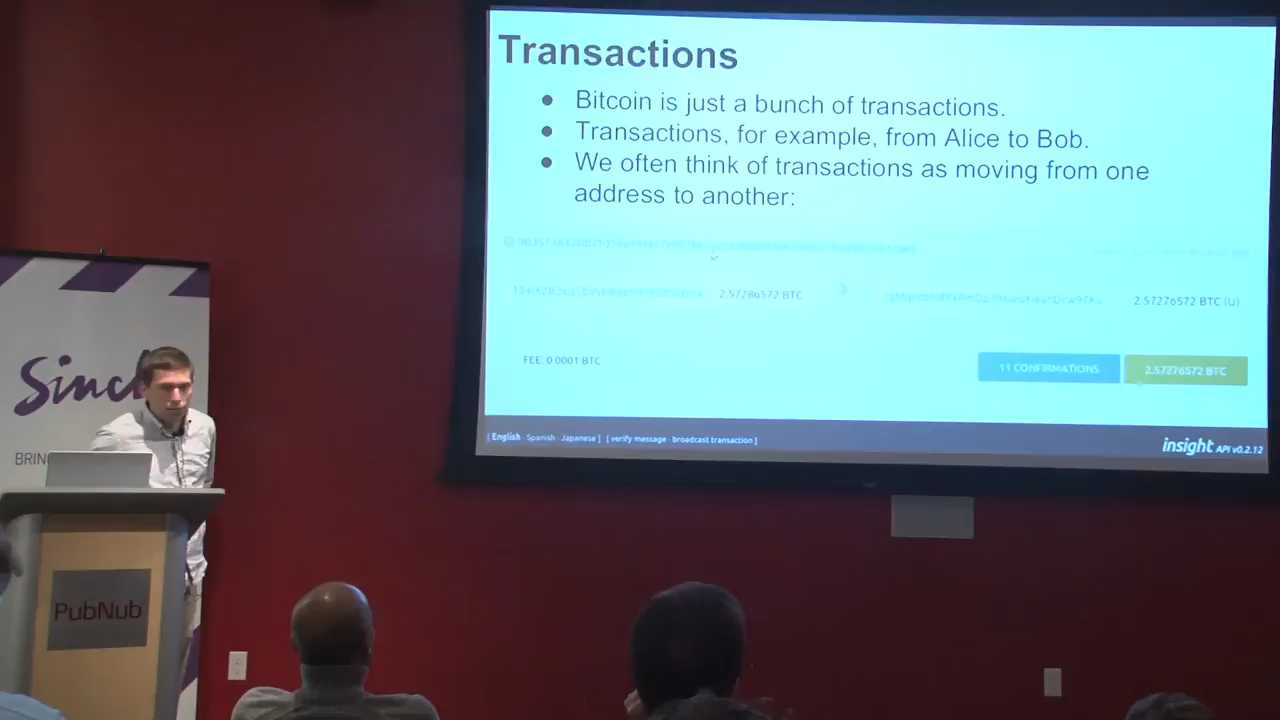 Transactions
● Bitcoin is just a bunch of transactions.
● Transactions, for example, from Alice to Bob.
● We often think of transactions as moving from one
address to another:
2.57286572 BTC
2.57276572 BTC (U)
FEE: 0.0001 BTC
11 CONFIRMATIONS
2.57276572 BTC
[ English · Spanish · Japanese ] [ verify message · broadcast transaction ]
insight API v0.2.12
Sinc
BRIN
PubNub